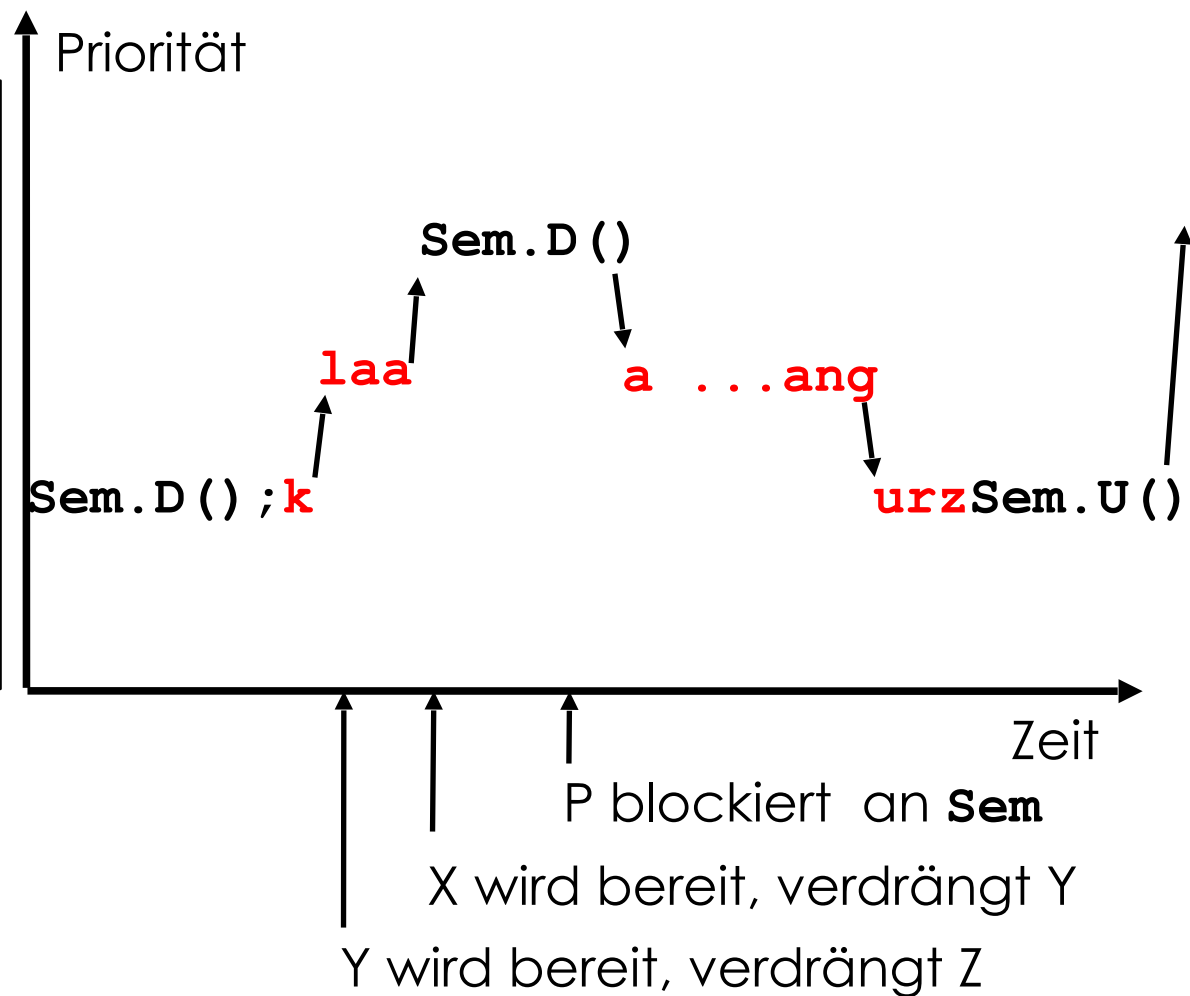 Priorität
Sem.D()
laa
a ...ang
Sem.D();k
urzSem.U()
Zeit
P blockiert an Sem
X wird bereit, verdrängt Y
Y wird bereit, verdrängt Z